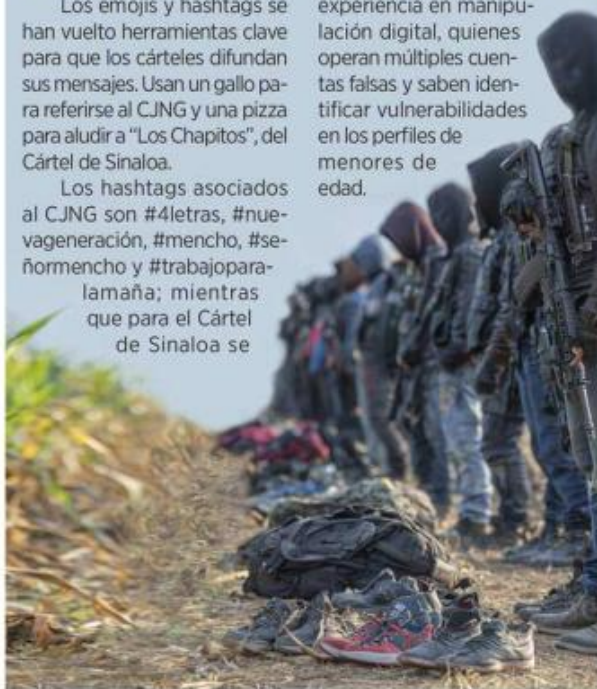 Los emojis y hashtags se
han vuelto herramientas clave
para que los cárteles difundan
sus mensajes. Usan un gallo pa-
ra referirse al CJNG y una pizza
para aludir a “Los Chapitos”, del
Cártel de Sinaloa.
Los hashtags asociados
al CJNG son #4letras, #nue-
vageneración, #mencho, #se-
ñormencho y #trabajopara-
lamaña; mientras
que para el Cártel
de Sinaloa se
experiencia en manipu-
lación digital, quienes
operan múltiples cuen-
tas falsas y saben iden-
tificar vulnerabilidades
en los perfiles de
menores de
edad.